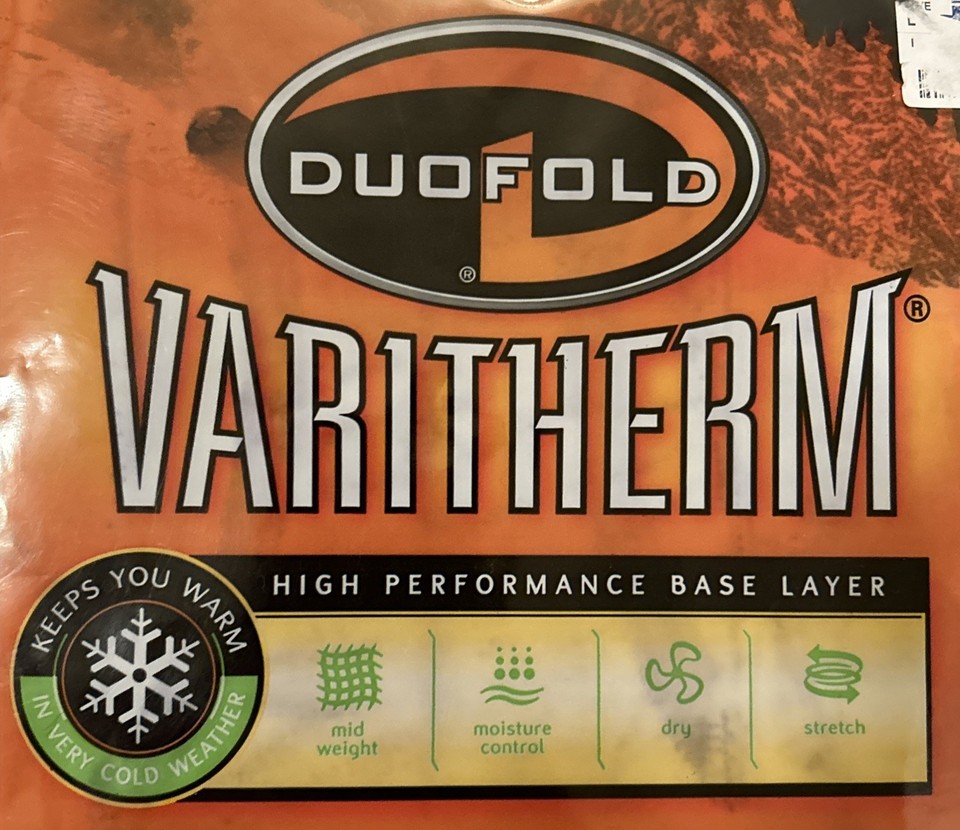 DUOFOLD
®
VARITHERM®
HIGH PERFORMANCE BASE LAYER
KEEPS YOU WARM
IN VERY COLD WEATHER
mid
weight
moisture
control
dry
stretch